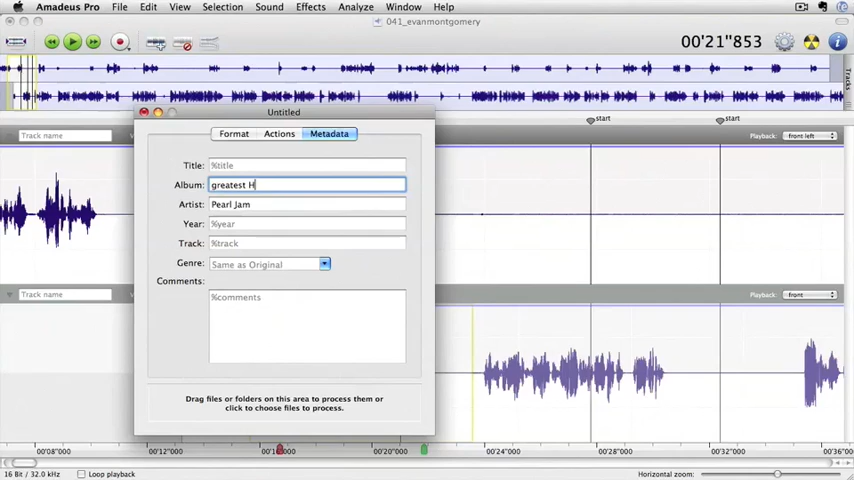 Amadeus Pro File Edit View Selection Sound Effects Analyze Window Help
041_evanmontgomery
00'21"853
Tracks
start start
Track name Playback: front left
Untitled
Format Actions Metadata
Title: %title
Album: greatest H
Artist: Pearl Jam
Year: %year
Track: %track
Genre: Same as Original
Comments:
%comments
Track name Playback: front
Drag files or folders on this area to process them or
click to choose files to process.
00'08"000 00'12"000 00'16"000 00'20"000 00'24"000 00'28"000 00'32"000 00'36"000
16 Bit / 32.0 kHz Loop playback Horizontal zoom: